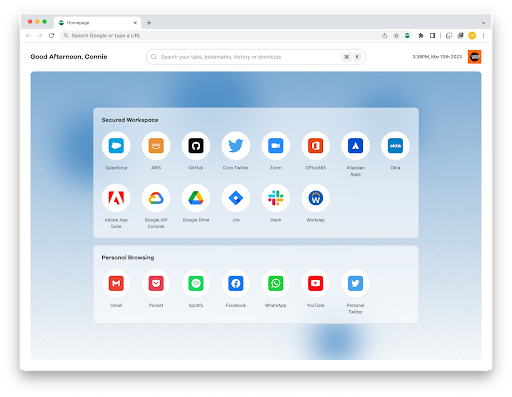 Homepage
Search Google or type a URL
Good Afternoon, Connie
Search your tabs, bookmarks, history or shortcuts
⌘ K
3:38PM, Mar 10th 2023
Secured Workspace
Salesforce AWS GitHub Corp Twitter Zoom Office365 Atlassian Apps Okta
okta
Adobe App Suite Google API Console Google Drive Jira Slack Workday
Personal Browsing
Gmail Pocket Spotify Facebook WhatsApp YouTube Personal Twitter